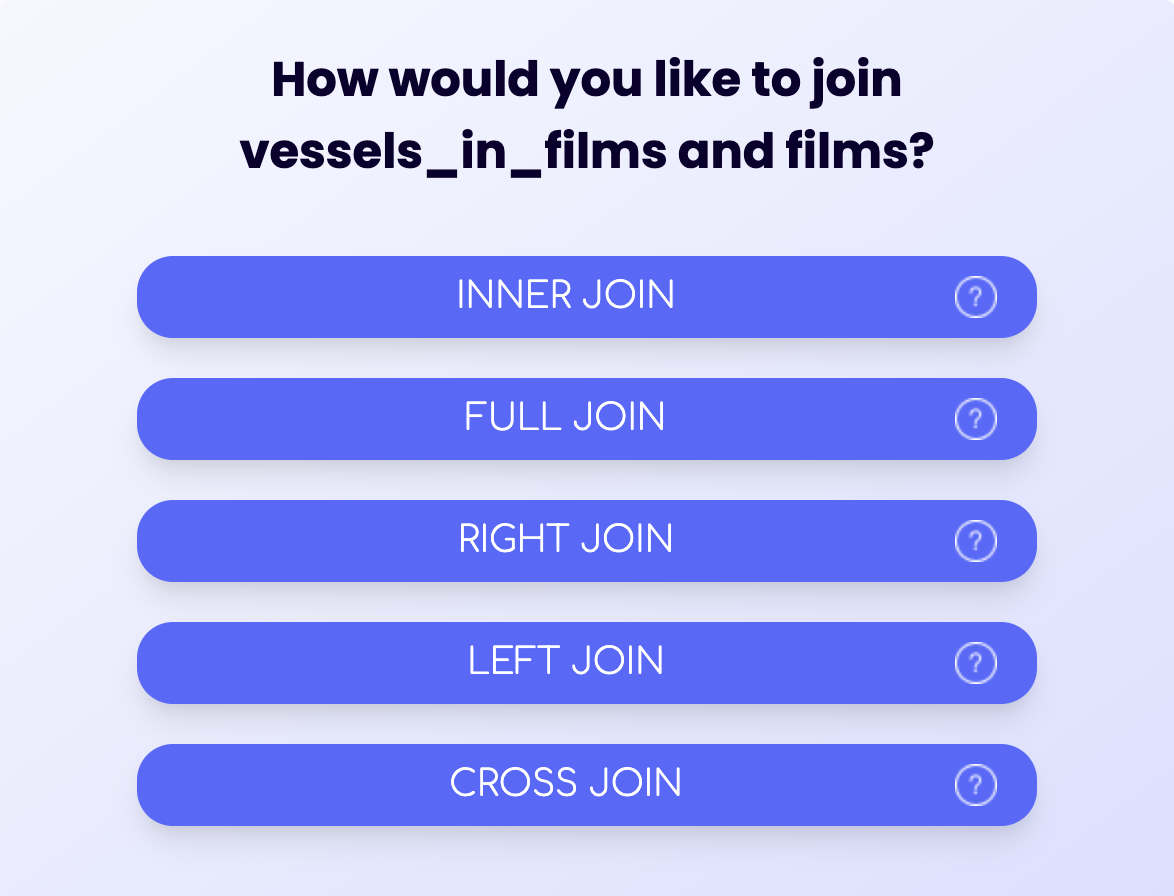 How would you like to join
vessels_in_films and films?
INNER JOIN ?
FULL JOIN ?
RIGHT JOIN ?
LEFT JOIN ?
CROSS JOIN ?